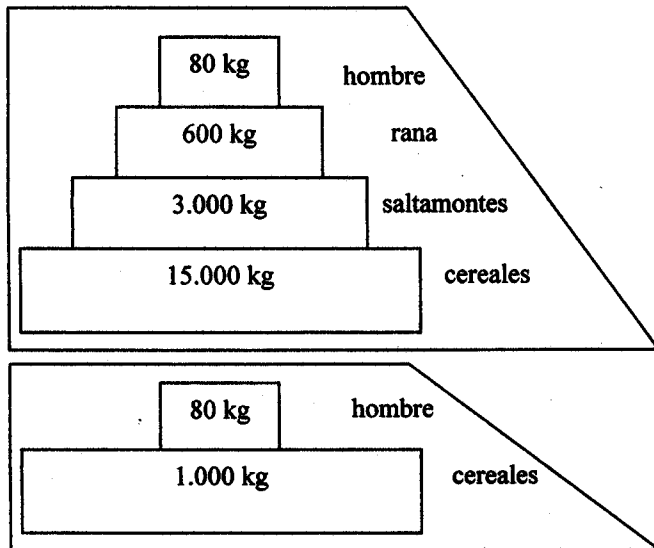 80 kg hombre
600 kg rana
3.000 kg saltamontes
15.000 kg cereales
80 kg hombre
1.000 kg cereales